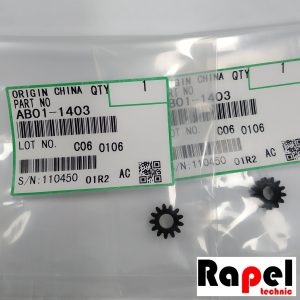 ORIGIN CHINA QTY 1
PART NO
AB01-1403
LOT NO. C06 0106
S/N:110450 01R2 AC
ORIGIN CHINA QTY 1
PART NO
AB01-1403
LOT NO. C06 0106
S/N:110450 01R2 AC
Rapel
technic